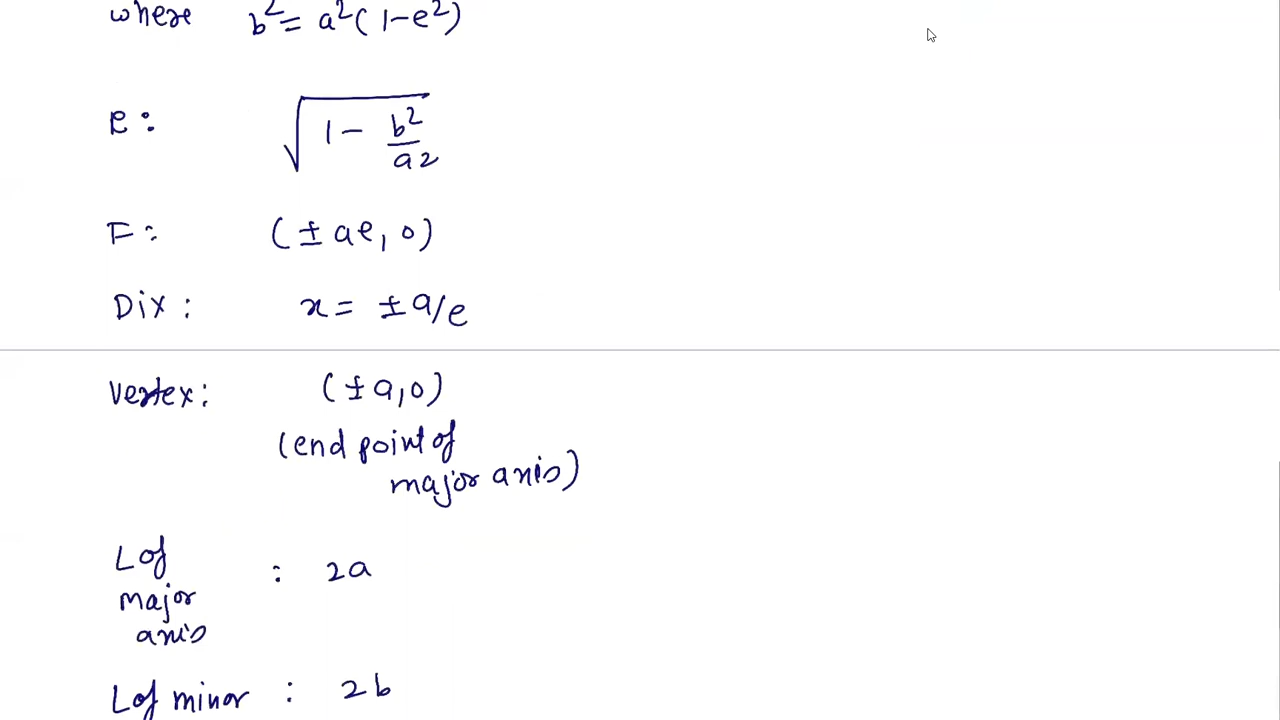 where b² = a²(1-e²)
e: √(1 - b²/a2)
F: (± ae, 0)
Dix: x = ± a/e
Vertex: (± a, 0)
(end point of
major axis)
L of
major : 2a
axis
L of minor : 2b